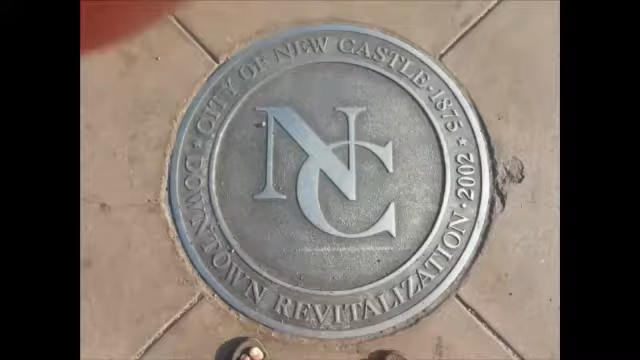 CITY OF NEW CASTLE · 1875 ★ 2002 ·
DOWNTOWN REVITALIZATION
NC